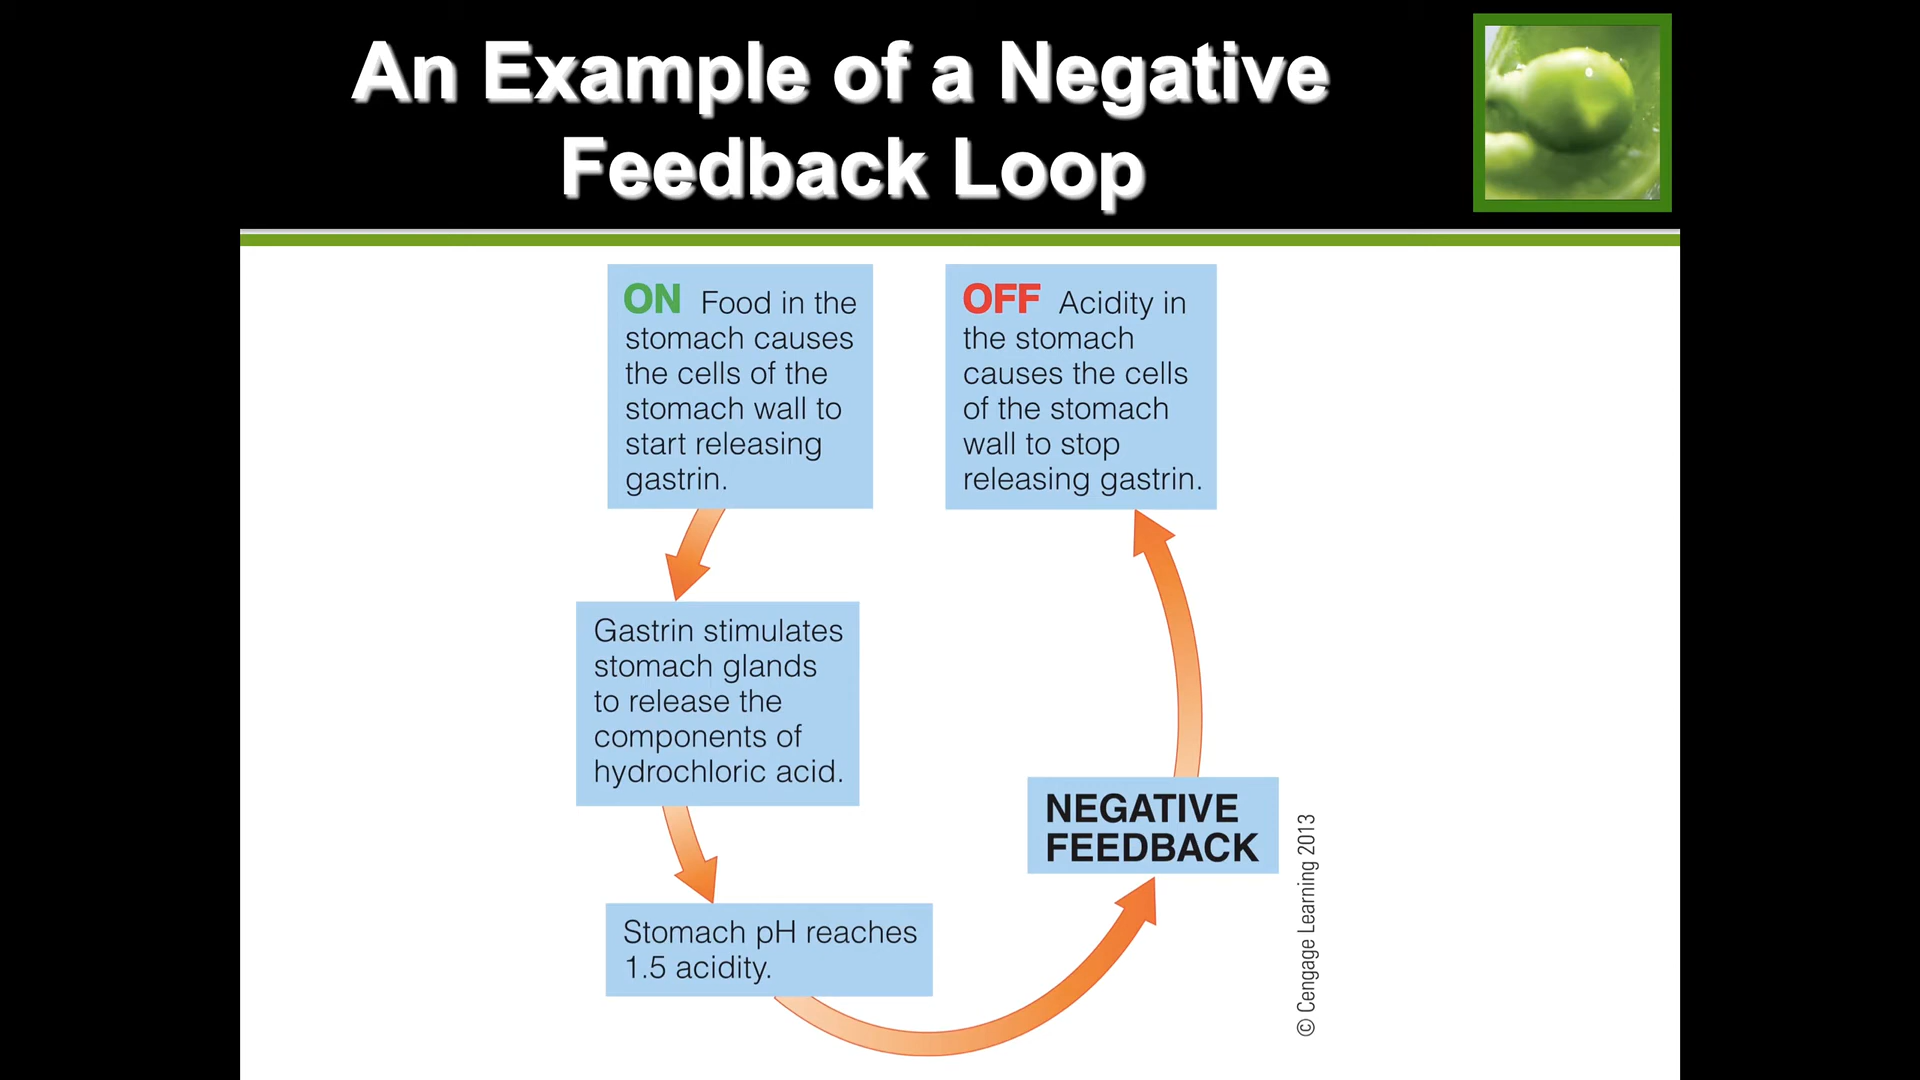 An Example of a Negative
Feedback Loop
ON Food in the
stomach causes
the cells of the
stomach wall to
start releasing
gastrin.
OFF Acidity in
the stomach
causes the cells
of the stomach
wall to stop
releasing gastrin.
Gastrin stimulates
stomach glands
to release the
components of
hydrochloric acid.
Stomach pH reaches
1.5 acidity.
NEGATIVE
FEEDBACK
© Cengage Learning 2013